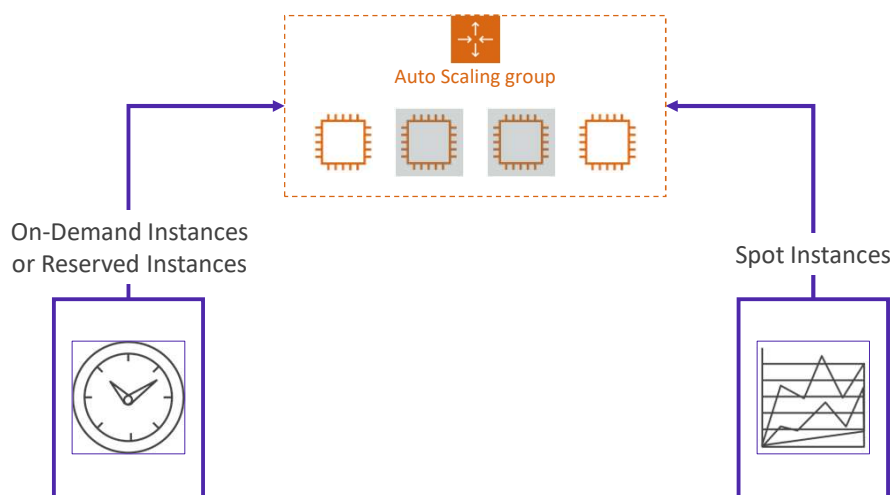 Auto Scaling group
On-Demand Instances
or Reserved Instances
Spot Instances